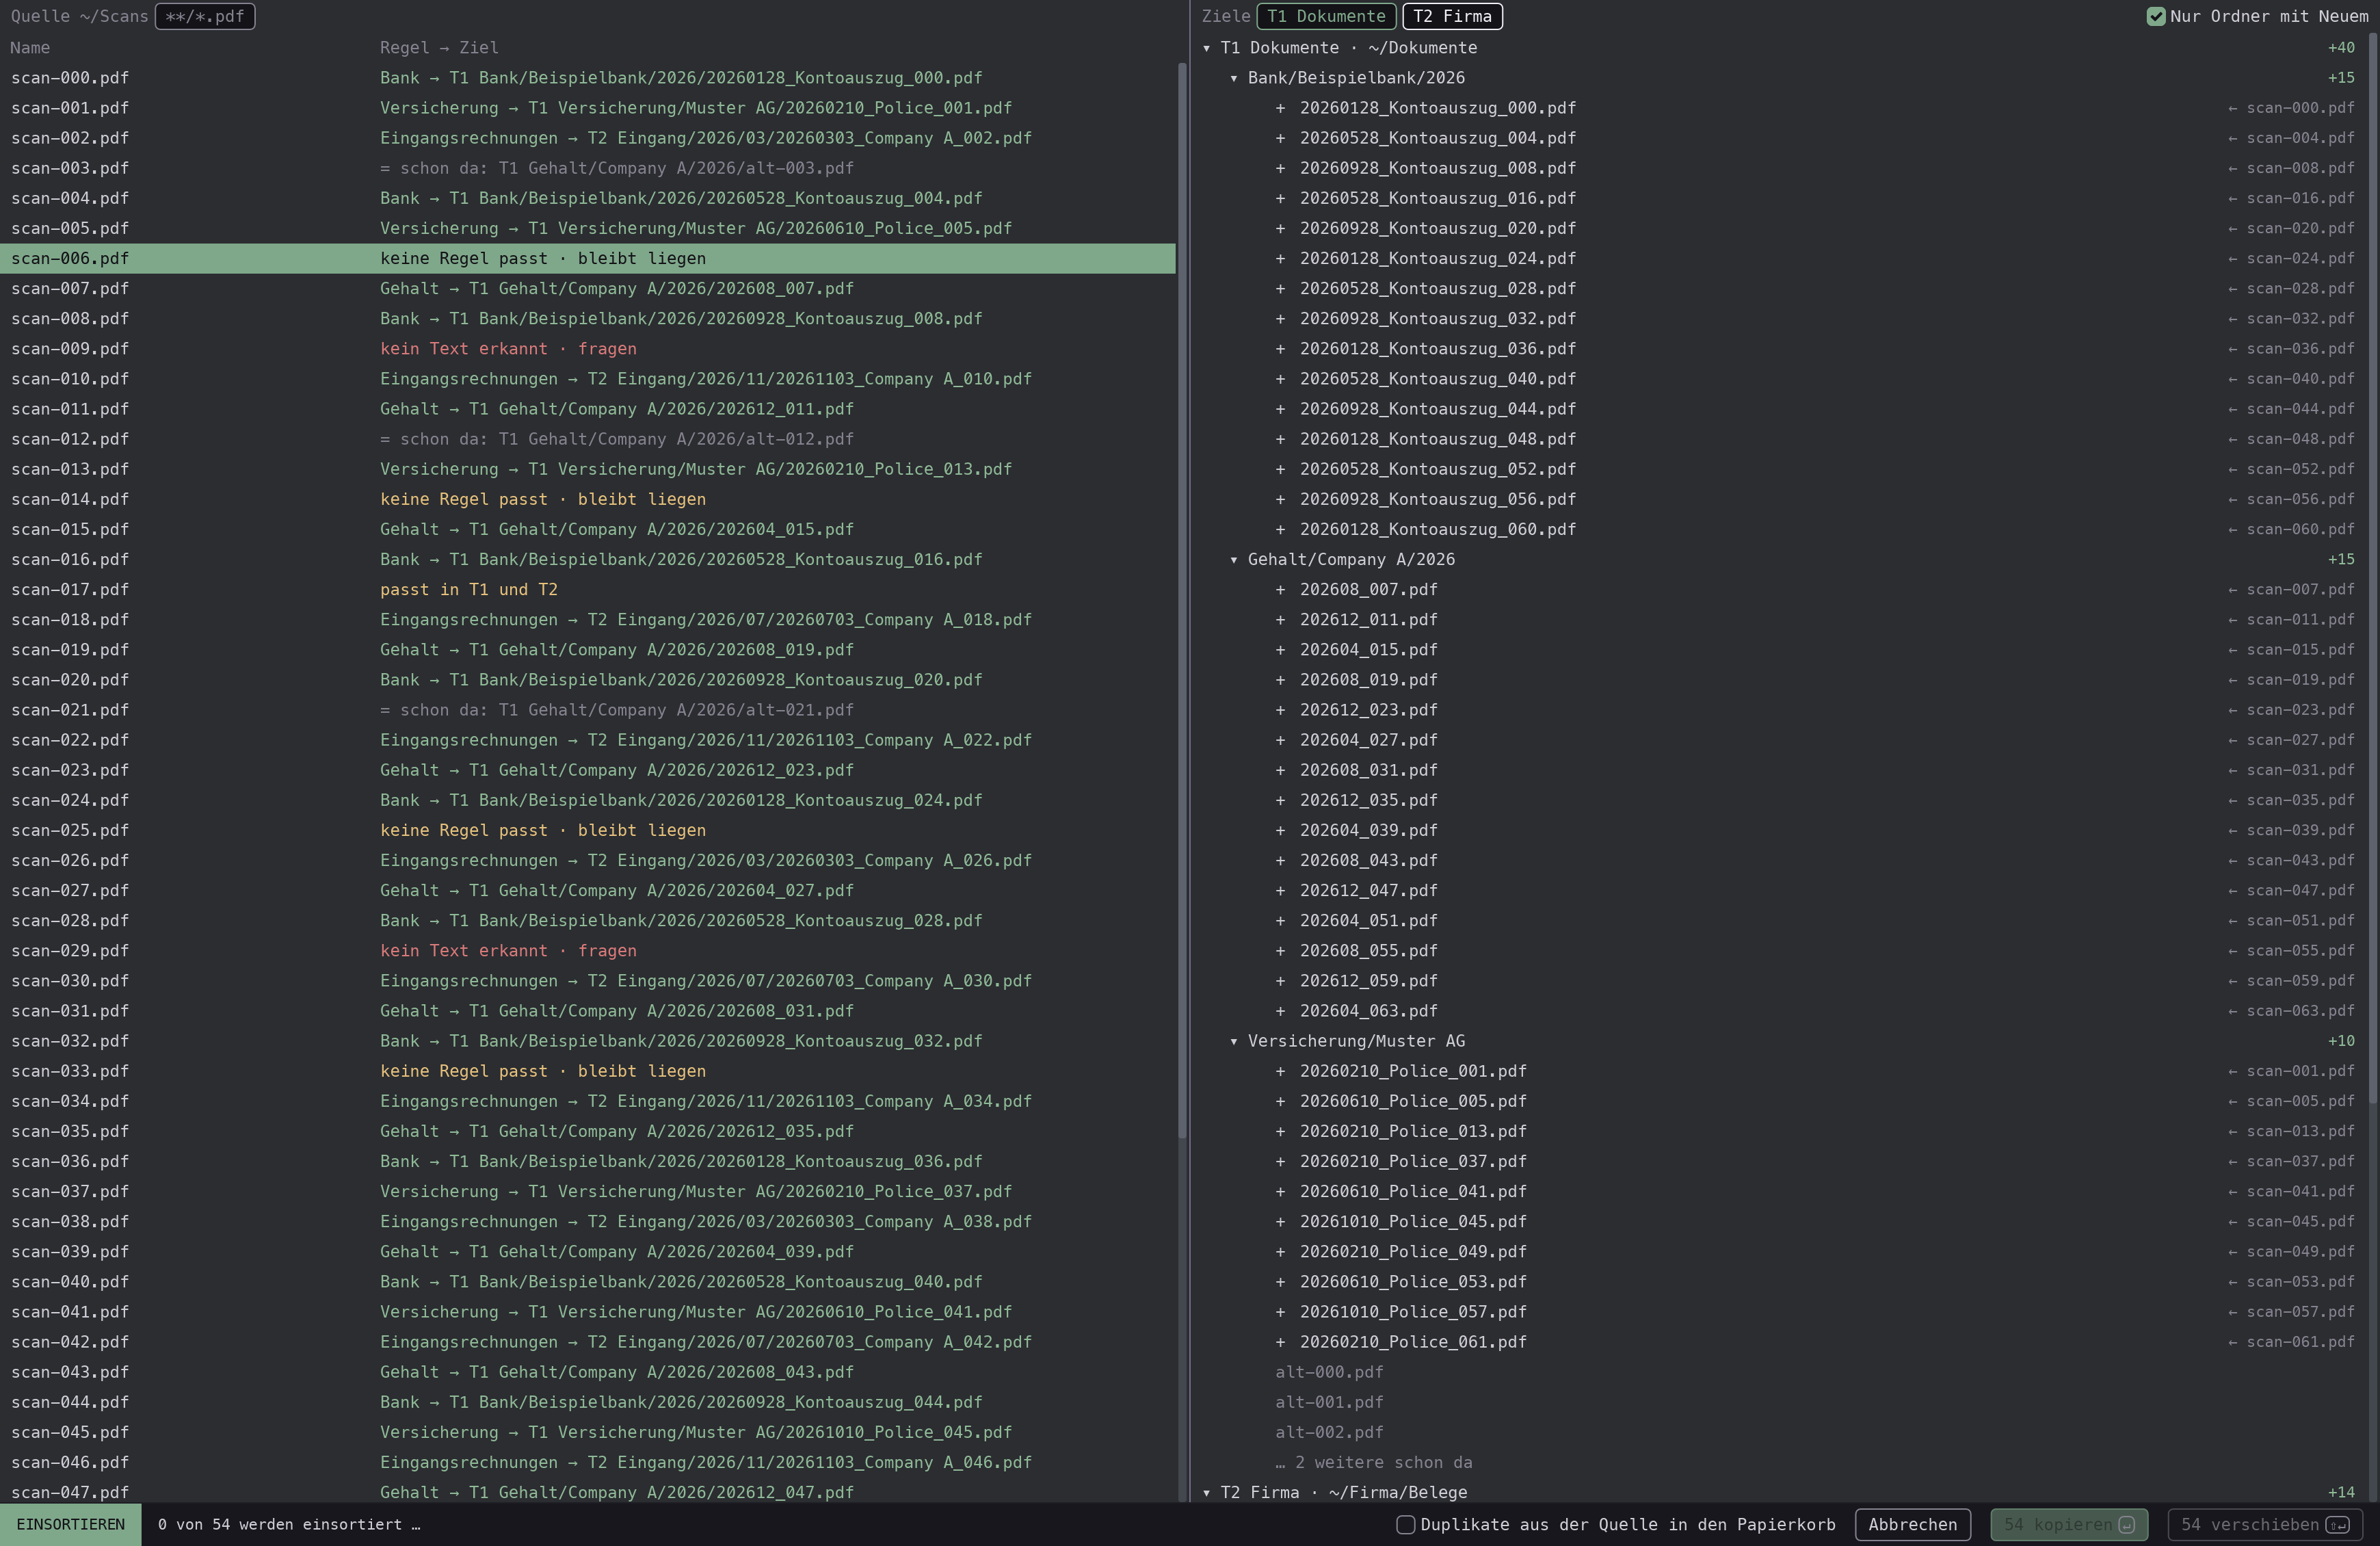 Quelle ~/Scans **/*.pdf
Name Regel → Ziel
scan-000.pdf Bank → T1 Bank/Beispielbank/2026/20260128_Kontoauszug_000.pdf
scan-001.pdf Versicherung → T1 Versicherung/Muster AG/20260210_Police_001.pdf
scan-002.pdf Eingangsrechnungen → T2 Eingang/2026/03/20260303_Company A_002.pdf
scan-003.pdf = schon da: T1 Gehalt/Company A/2026/alt-003.pdf
scan-004.pdf Bank → T1 Bank/Beispielbank/2026/20260528_Kontoauszug_004.pdf
scan-005.pdf Versicherung → T1 Versicherung/Muster AG/20260610_Police_005.pdf
scan-006.pdf keine Regel passt · bleibt liegen
scan-007.pdf Gehalt → T1 Gehalt/Company A/2026/202608_007.pdf
scan-008.pdf Bank → T1 Bank/Beispielbank/2026/20260928_Kontoauszug_008.pdf
scan-009.pdf kein Text erkannt · fragen
scan-010.pdf Eingangsrechnungen → T2 Eingang/2026/11/20261103_Company A_010.pdf
scan-011.pdf Gehalt → T1 Gehalt/Company A/2026/202612_011.pdf
scan-012.pdf = schon da: T1 Gehalt/Company A/2026/alt-012.pdf
scan-013.pdf Versicherung → T1 Versicherung/Muster AG/20260210_Police_013.pdf
scan-014.pdf keine Regel passt · bleibt liegen
scan-015.pdf Gehalt → T1 Gehalt/Company A/2026/202604_015.pdf
scan-016.pdf Bank → T1 Bank/Beispielbank/2026/20260528_Kontoauszug_016.pdf
scan-017.pdf passt in T1 und T2
scan-018.pdf Eingangsrechnungen → T2 Eingang/2026/07/20260703_Company A_018.pdf
scan-019.pdf Gehalt → T1 Gehalt/Company A/2026/202608_019.pdf
scan-020.pdf Bank → T1 Bank/Beispielbank/2026/20260928_Kontoauszug_020.pdf
scan-021.pdf = schon da: T1 Gehalt/Company A/2026/alt-021.pdf
scan-022.pdf Eingangsrechnungen → T2 Eingang/2026/11/20261103_Company A_022.pdf
scan-023.pdf Gehalt → T1 Gehalt/Company A/2026/202612_023.pdf
scan-024.pdf Bank → T1 Bank/Beispielbank/2026/20260128_Kontoauszug_024.pdf
scan-025.pdf keine Regel passt · bleibt liegen
scan-026.pdf Eingangsrechnungen → T2 Eingang/2026/03/20260303_Company A_026.pdf
scan-027.pdf Gehalt → T1 Gehalt/Company A/2026/202604_027.pdf
scan-028.pdf Bank → T1 Bank/Beispielbank/2026/20260528_Kontoauszug_028.pdf
scan-029.pdf kein Text erkannt · fragen
scan-030.pdf Eingangsrechnungen → T2 Eingang/2026/07/20260703_Company A_030.pdf
scan-031.pdf Gehalt → T1 Gehalt/Company A/2026/202608_031.pdf
scan-032.pdf Bank → T1 Bank/Beispielbank/2026/20260928_Kontoauszug_032.pdf
scan-033.pdf keine Regel passt · bleibt liegen
scan-034.pdf Eingangsrechnungen → T2 Eingang/2026/11/20261103_Company A_034.pdf
scan-035.pdf Gehalt → T1 Gehalt/Company A/2026/202612_035.pdf
scan-036.pdf Bank → T1 Bank/Beispielbank/2026/20260128_Kontoauszug_036.pdf
scan-037.pdf Versicherung → T1 Versicherung/Muster AG/20260210_Police_037.pdf
scan-038.pdf Eingangsrechnungen → T2 Eingang/2026/03/20260303_Company A_038.pdf
scan-039.pdf Gehalt → T1 Gehalt/Company A/2026/202604_039.pdf
scan-040.pdf Bank → T1 Bank/Beispielbank/2026/20260528_Kontoauszug_040.pdf
scan-041.pdf Versicherung → T1 Versicherung/Muster AG/20260610_Police_041.pdf
scan-042.pdf Eingangsrechnungen → T2 Eingang/2026/07/20260703_Company A_042.pdf
scan-043.pdf Gehalt → T1 Gehalt/Company A/2026/202608_043.pdf
scan-044.pdf Bank → T1 Bank/Beispielbank/2026/20260928_Kontoauszug_044.pdf
scan-045.pdf Versicherung → T1 Versicherung/Muster AG/20261010_Police_045.pdf
scan-046.pdf Eingangsrechnungen → T2 Eingang/2026/11/20261103_Company A_046.pdf
scan-047.pdf Gehalt → T1 Gehalt/Company A/2026/202612_047.pdf
Ziele T1 Dokumente T2 Firma Nur Ordner mit Neuem
▾ T1 Dokumente · ~/Dokumente +40
▾ Bank/Beispielbank/2026 +15
+ 20260128_Kontoauszug_000.pdf ← scan-000.pdf
+ 20260528_Kontoauszug_004.pdf ← scan-004.pdf
+ 20260928_Kontoauszug_008.pdf ← scan-008.pdf
+ 20260528_Kontoauszug_016.pdf ← scan-016.pdf
+ 20260928_Kontoauszug_020.pdf ← scan-020.pdf
+ 20260128_Kontoauszug_024.pdf ← scan-024.pdf
+ 20260528_Kontoauszug_028.pdf ← scan-028.pdf
+ 20260928_Kontoauszug_032.pdf ← scan-032.pdf
+ 20260128_Kontoauszug_036.pdf ← scan-036.pdf
+ 20260528_Kontoauszug_040.pdf ← scan-040.pdf
+ 20260928_Kontoauszug_044.pdf ← scan-044.pdf
+ 20260128_Kontoauszug_048.pdf ← scan-048.pdf
+ 20260528_Kontoauszug_052.pdf ← scan-052.pdf
+ 20260928_Kontoauszug_056.pdf ← scan-056.pdf
+ 20260128_Kontoauszug_060.pdf ← scan-060.pdf
▾ Gehalt/Company A/2026 +15
+ 202608_007.pdf ← scan-007.pdf
+ 202612_011.pdf ← scan-011.pdf
+ 202604_015.pdf ← scan-015.pdf
+ 202608_019.pdf ← scan-019.pdf
+ 202612_023.pdf ← scan-023.pdf
+ 202604_027.pdf ← scan-027.pdf
+ 202608_031.pdf ← scan-031.pdf
+ 202612_035.pdf ← scan-035.pdf
+ 202604_039.pdf ← scan-039.pdf
+ 202608_043.pdf ← scan-043.pdf
+ 202612_047.pdf ← scan-047.pdf
+ 202604_051.pdf ← scan-051.pdf
+ 202608_055.pdf ← scan-055.pdf
+ 202612_059.pdf ← scan-059.pdf
+ 202604_063.pdf ← scan-063.pdf
▾ Versicherung/Muster AG +10
+ 20260210_Police_001.pdf ← scan-001.pdf
+ 20260610_Police_005.pdf ← scan-005.pdf
+ 20260210_Police_013.pdf ← scan-013.pdf
+ 20260210_Police_037.pdf ← scan-037.pdf
+ 20260610_Police_041.pdf ← scan-041.pdf
+ 20261010_Police_045.pdf ← scan-045.pdf
+ 20260210_Police_049.pdf ← scan-049.pdf
+ 20260610_Police_053.pdf ← scan-053.pdf
+ 20261010_Police_057.pdf ← scan-057.pdf
+ 20260210_Police_061.pdf ← scan-061.pdf
alt-000.pdf
alt-001.pdf
alt-002.pdf
… 2 weitere schon da
▾ T2 Firma · ~/Firma/Belege +14
EINSORTIEREN 0 von 54 werden einsortiert … Duplikate aus der Quelle in den Papierkorb Abbrechen 54 kopieren ↵ 54 verschieben ⇧↵